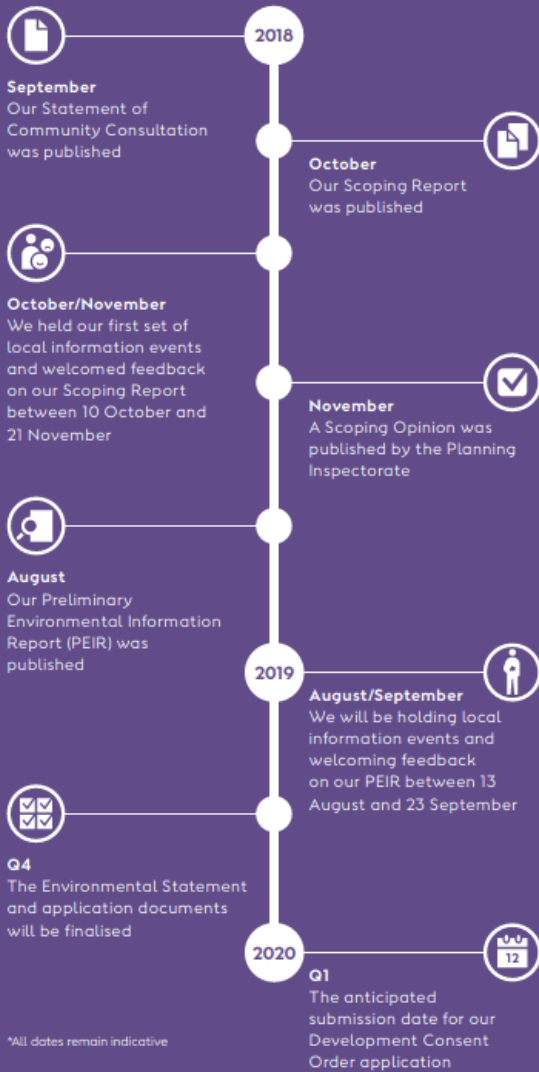 2018
September
Our Statement of
Community Consultation
was published
October
Our Scoping Report
was published
October/November
We held our first set of
local information events
and welcomed feedback
on our Scoping Report
between 10 October and
21 November
November
A Scoping Opinion was
published by the Planning
Inspectorate
August
Our Preliminary
Environmental Information
Report (PEIR) was
published
2019
August/September
We will be holding local
information events and
welcoming feedback
on our PEIR between 13
August and 23 September
Q4
The Environmental Statement
and application documents
will be finalised
2020
12
Q1
The anticipated
submission date for our
Development Consent
Order application
*All dates remain indicative